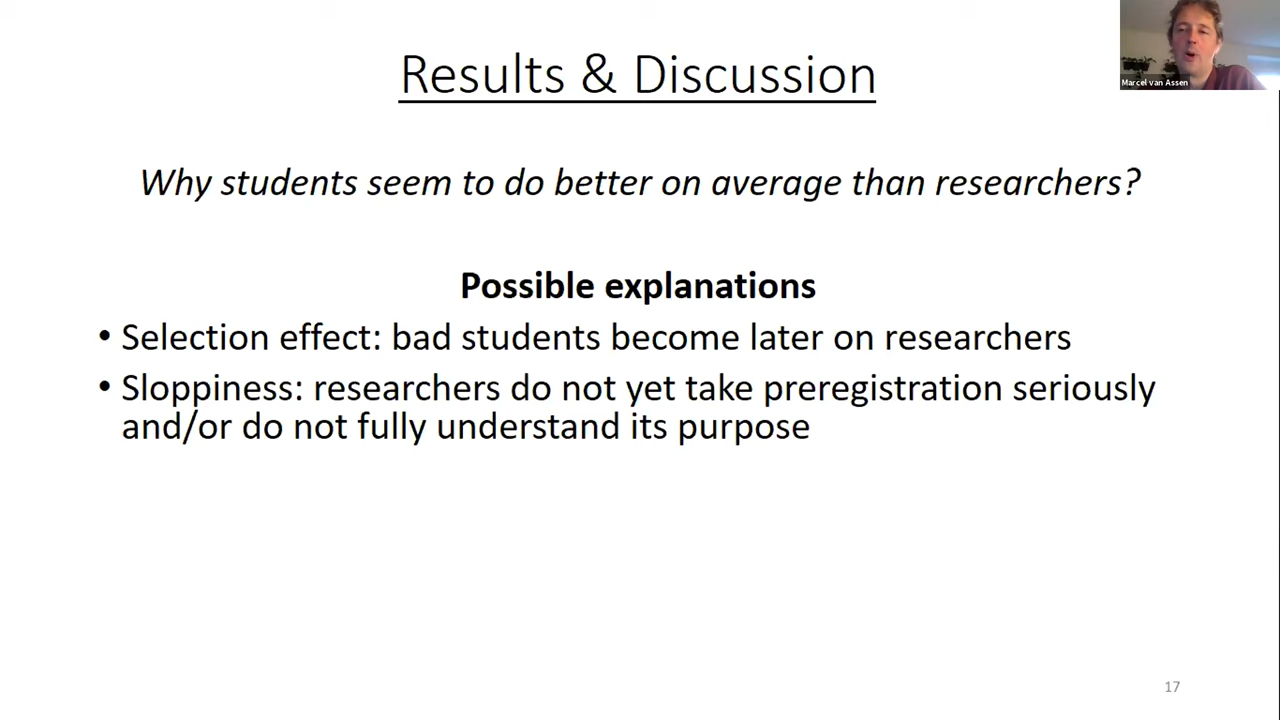 Marcel van Assen
Results & Discussion
Why students seem to do better on average than researchers?
Possible explanations
• Selection effect: bad students become later on researchers
• Sloppiness: researchers do not yet take preregistration seriously
and/or do not fully understand its purpose
17